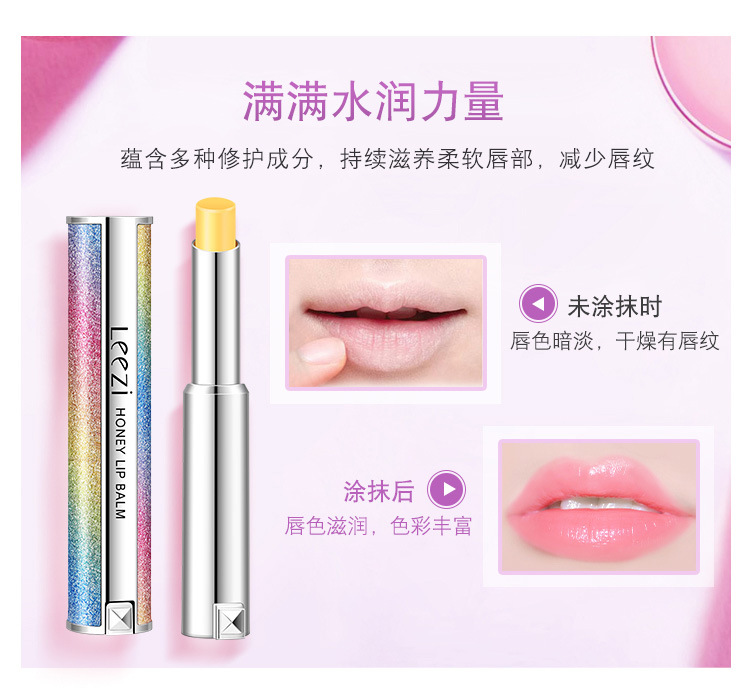 满满水润力量
蕴含多种修护成分，持续滋养柔软唇部，减少唇纹
Leezi HONEY LIP BALM
未涂抹时
唇色暗淡，干燥有唇纹
涂抹后
唇色滋润，色彩丰富